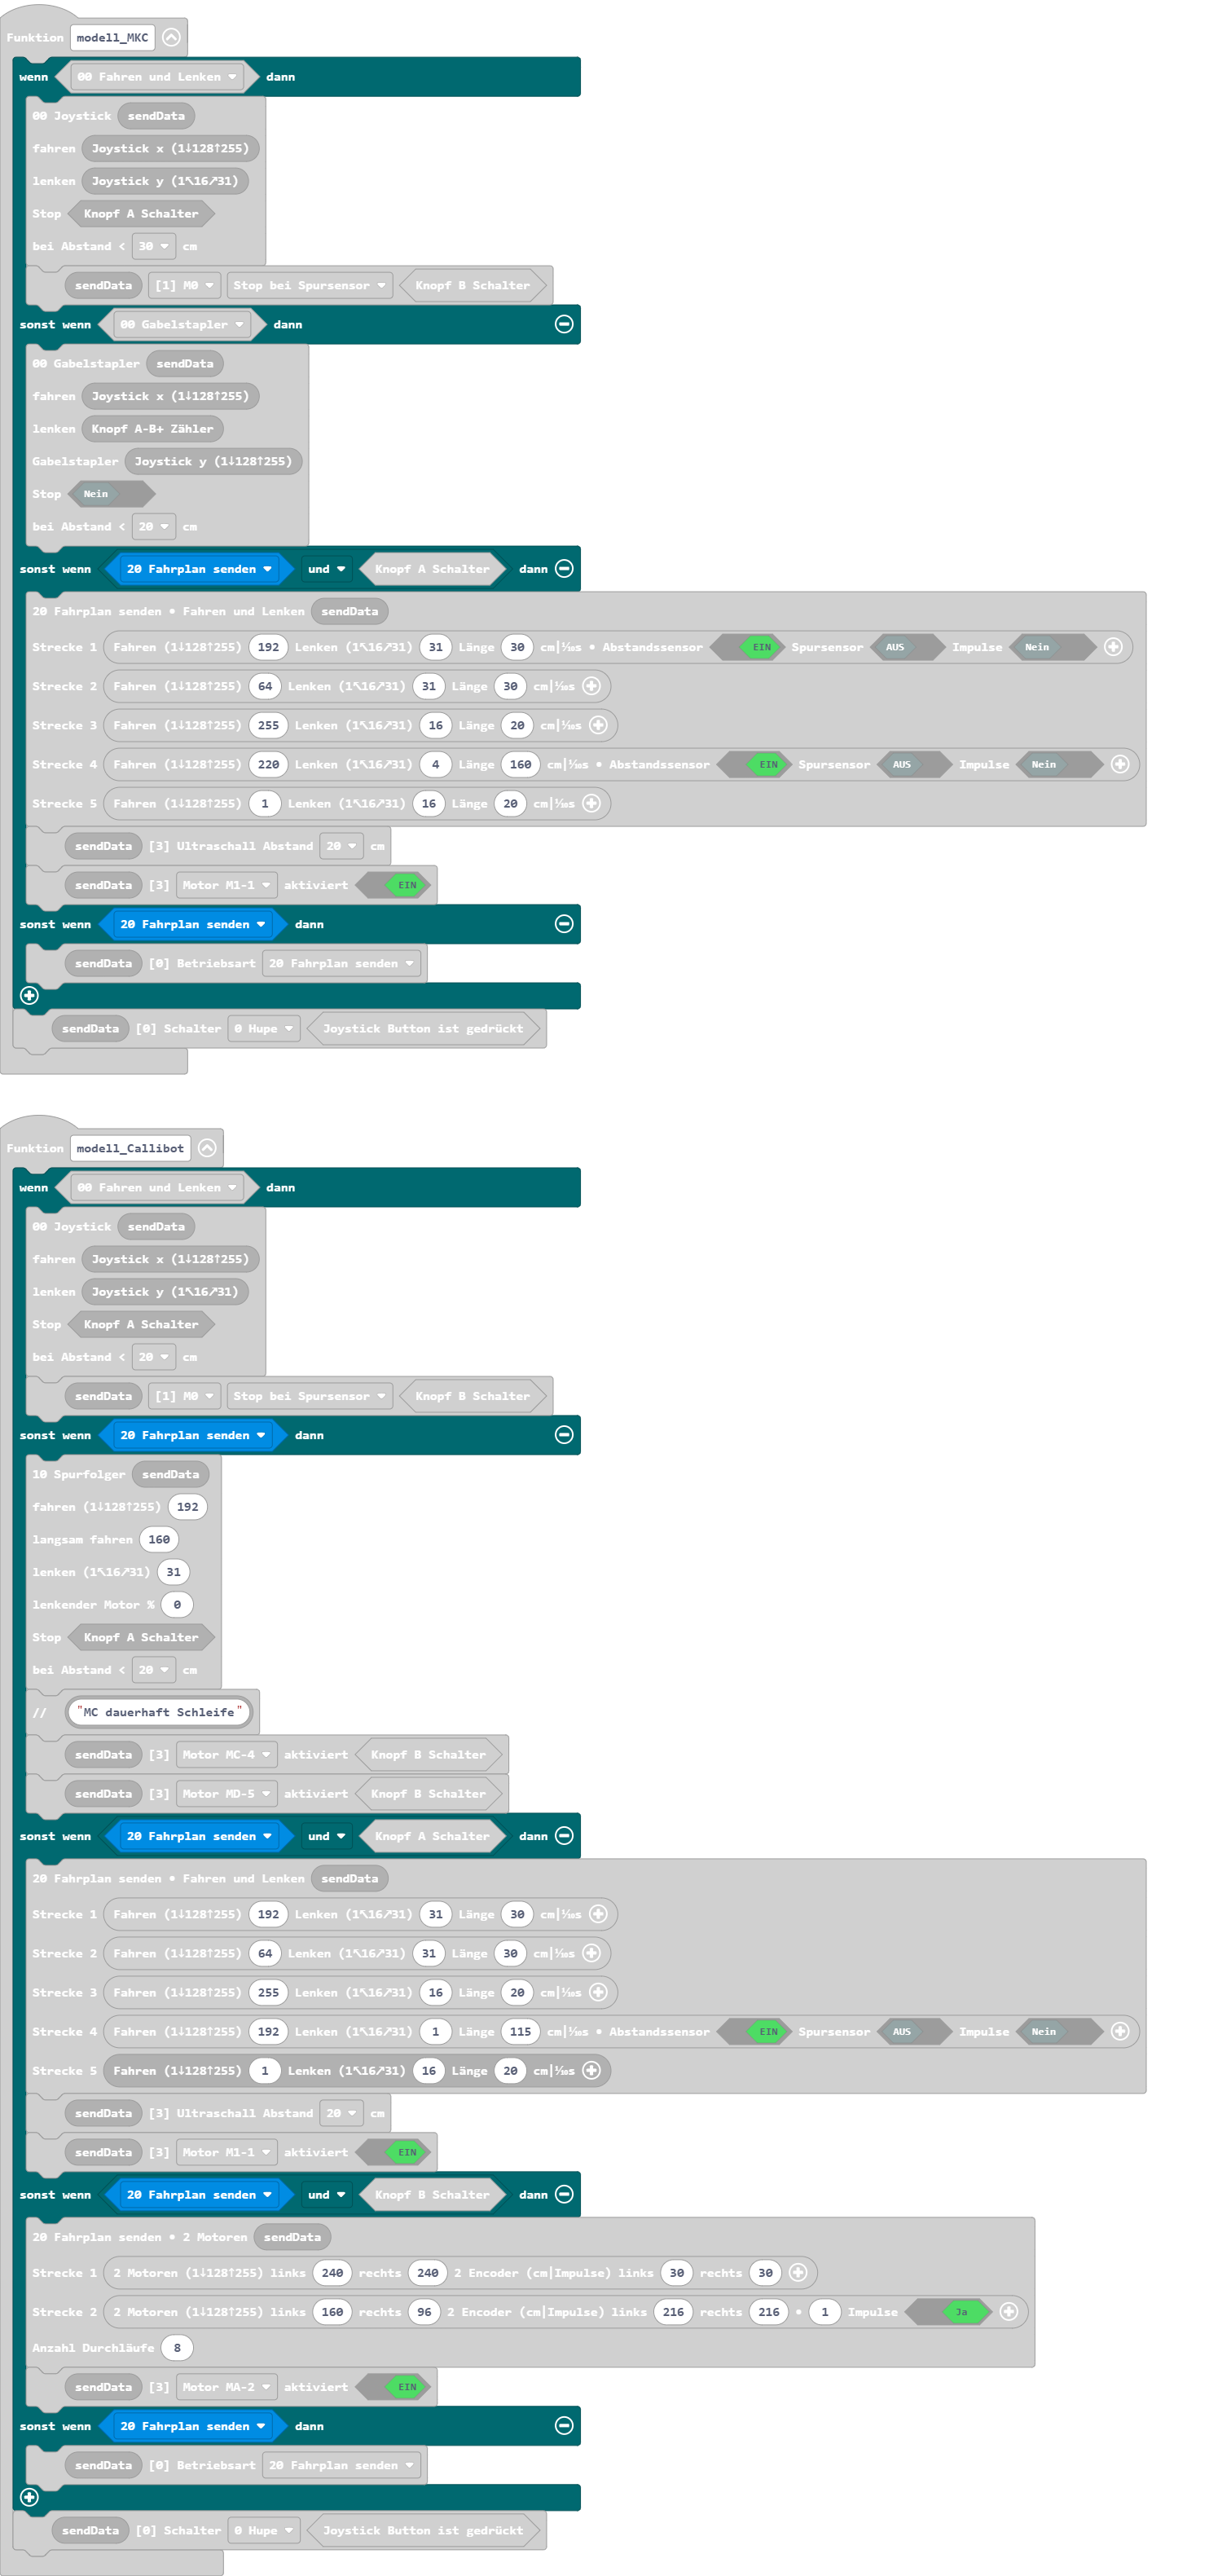 Funktion modell_MKC
wenn 00 Fahren und Lenken dann
00 Joystick sendData
fahren Joystick x (1↓128↑255)
lenken Joystick y (1↖16↗31)
Stop Knopf A Schalter
bei Abstand < 30 cm
sendData [1] M0 Stop bei Spursensor Knopf B Schalter
sonst wenn 00 Gabelstapler dann
00 Gabelstapler sendData
fahren Joystick x (1↓128↑255)
lenken Knopf A-B+ Zähler
Gabelstapler Joystick y (1↓128↑255)
Stop Nein
bei Abstand < 20 cm
sonst wenn 20 Fahrplan senden und Knopf A Schalter dann
20 Fahrplan senden • Fahren und Lenken sendData
Strecke 1 Fahren (1↓128↑255) 192 Lenken (1↖16↗31) 31 Länge 30 cm|⅒s • Abstandssensor EIN Spursensor AUS Impulse Nein
Strecke 2 Fahren (1↓128↑255) 64 Lenken (1↖16↗31) 31 Länge 30 cm|⅒s
Strecke 3 Fahren (1↓128↑255) 255 Lenken (1↖16↗31) 16 Länge 20 cm|⅒s
Strecke 4 Fahren (1↓128↑255) 220 Lenken (1↖16↗31) 4 Länge 160 cm|⅒s • Abstandssensor EIN Spursensor AUS Impulse Nein
Strecke 5 Fahren (1↓128↑255) 1 Lenken (1↖16↗31) 16 Länge 20 cm|⅒s
sendData [3] Ultraschall Abstand 20 cm
sendData [3] Motor M1-1 aktiviert EIN
sonst wenn 20 Fahrplan senden dann
sendData [0] Betriebsart 20 Fahrplan senden
sendData [0] Schalter 0 Hupe Joystick Button ist gedrückt
Funktion modell_Callibot
wenn 00 Fahren und Lenken dann
00 Joystick sendData
fahren Joystick x (1↓128↑255)
lenken Joystick y (1↖16↗31)
Stop Knopf A Schalter
bei Abstand < 20 cm
sendData [1] M0 Stop bei Spursensor Knopf B Schalter
sonst wenn 20 Fahrplan senden dann
10 Spurfolger sendData
fahren (1↓128↑255) 192
langsam fahren 160
lenken (1↖16↗31) 31
lenkender Motor % 0
Stop Knopf A Schalter
bei Abstand < 20 cm
// "MC dauerhaft Schleife"
sendData [3] Motor MC-4 aktiviert Knopf B Schalter
sendData [3] Motor MD-5 aktiviert Knopf B Schalter
sonst wenn 20 Fahrplan senden und Knopf A Schalter dann
20 Fahrplan senden • Fahren und Lenken sendData
Strecke 1 Fahren (1↓128↑255) 192 Lenken (1↖16↗31) 31 Länge 30 cm|⅒s
Strecke 2 Fahren (1↓128↑255) 64 Lenken (1↖16↗31) 31 Länge 30 cm|⅒s
Strecke 3 Fahren (1↓128↑255) 255 Lenken (1↖16↗31) 16 Länge 20 cm|⅒s
Strecke 4 Fahren (1↓128↑255) 192 Lenken (1↖16↗31) 1 Länge 115 cm|⅒s • Abstandssensor EIN Spursensor AUS Impulse Nein
Strecke 5 Fahren (1↓128↑255) 1 Lenken (1↖16↗31) 16 Länge 20 cm|⅒s
sendData [3] Ultraschall Abstand 20 cm
sendData [3] Motor M1-1 aktiviert EIN
sonst wenn 20 Fahrplan senden und Knopf B Schalter dann
20 Fahrplan senden • 2 Motoren sendData
Strecke 1 2 Motoren (1↓128↑255) links 240 rechts 240 2 Encoder (cm|Impulse) links 30 rechts 30
Strecke 2 2 Motoren (1↓128↑255) links 160 rechts 96 2 Encoder (cm|Impulse) links 216 rechts 216 • 1 Impulse Ja
Anzahl Durchläufe 8
sendData [3] Motor MA-2 aktiviert EIN
sonst wenn 20 Fahrplan senden dann
sendData [0] Betriebsart 20 Fahrplan senden
sendData [0] Schalter 0 Hupe Joystick Button ist gedrückt